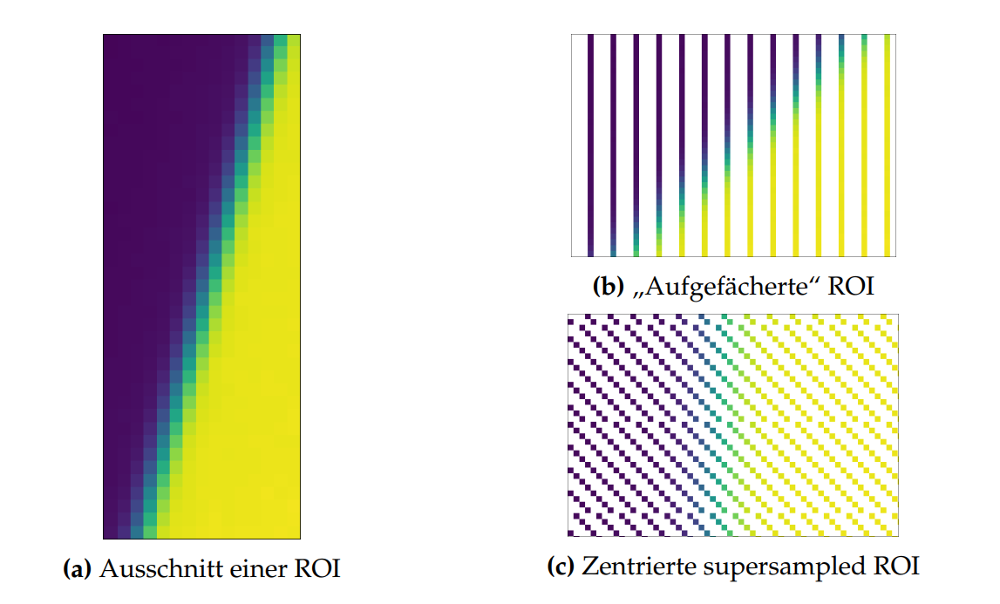 (a) Ausschnitt einer ROI
(b) „Aufgefächerte“ ROI
(c) Zentrierte supersampled ROI